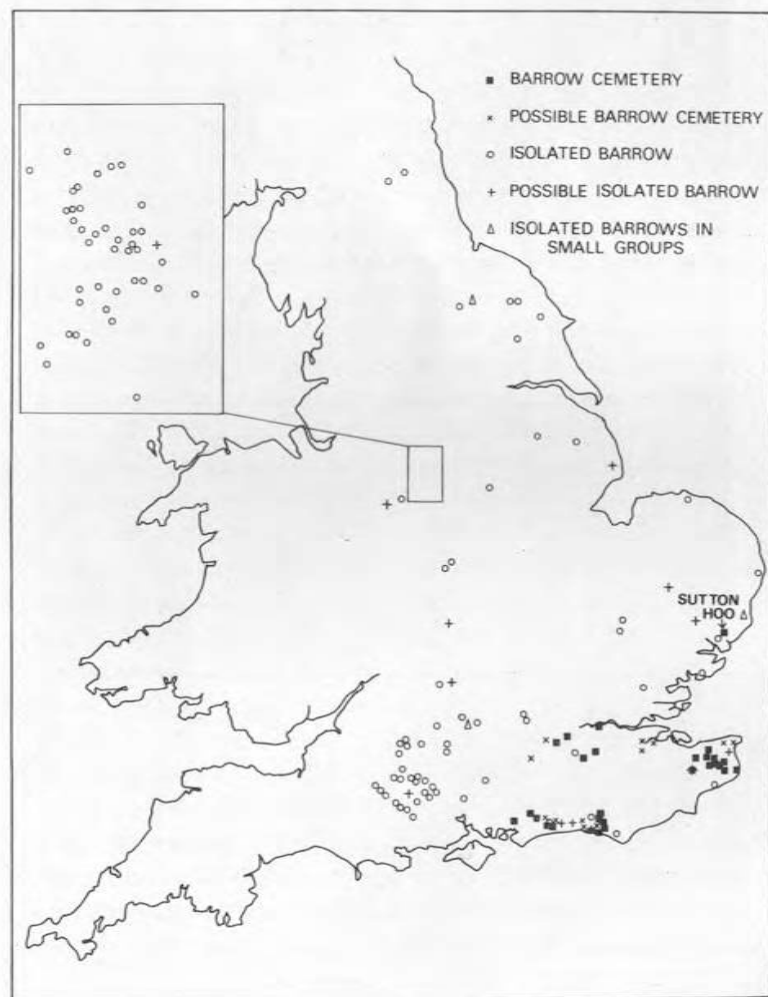 BARROW CEMETERY
POSSIBLE BARROW CEMETERY
ISOLATED BARROW
POSSIBLE ISOLATED BARROW
ISOLATED BARROWS IN
SMALL GROUPS
SUTTON
HOO